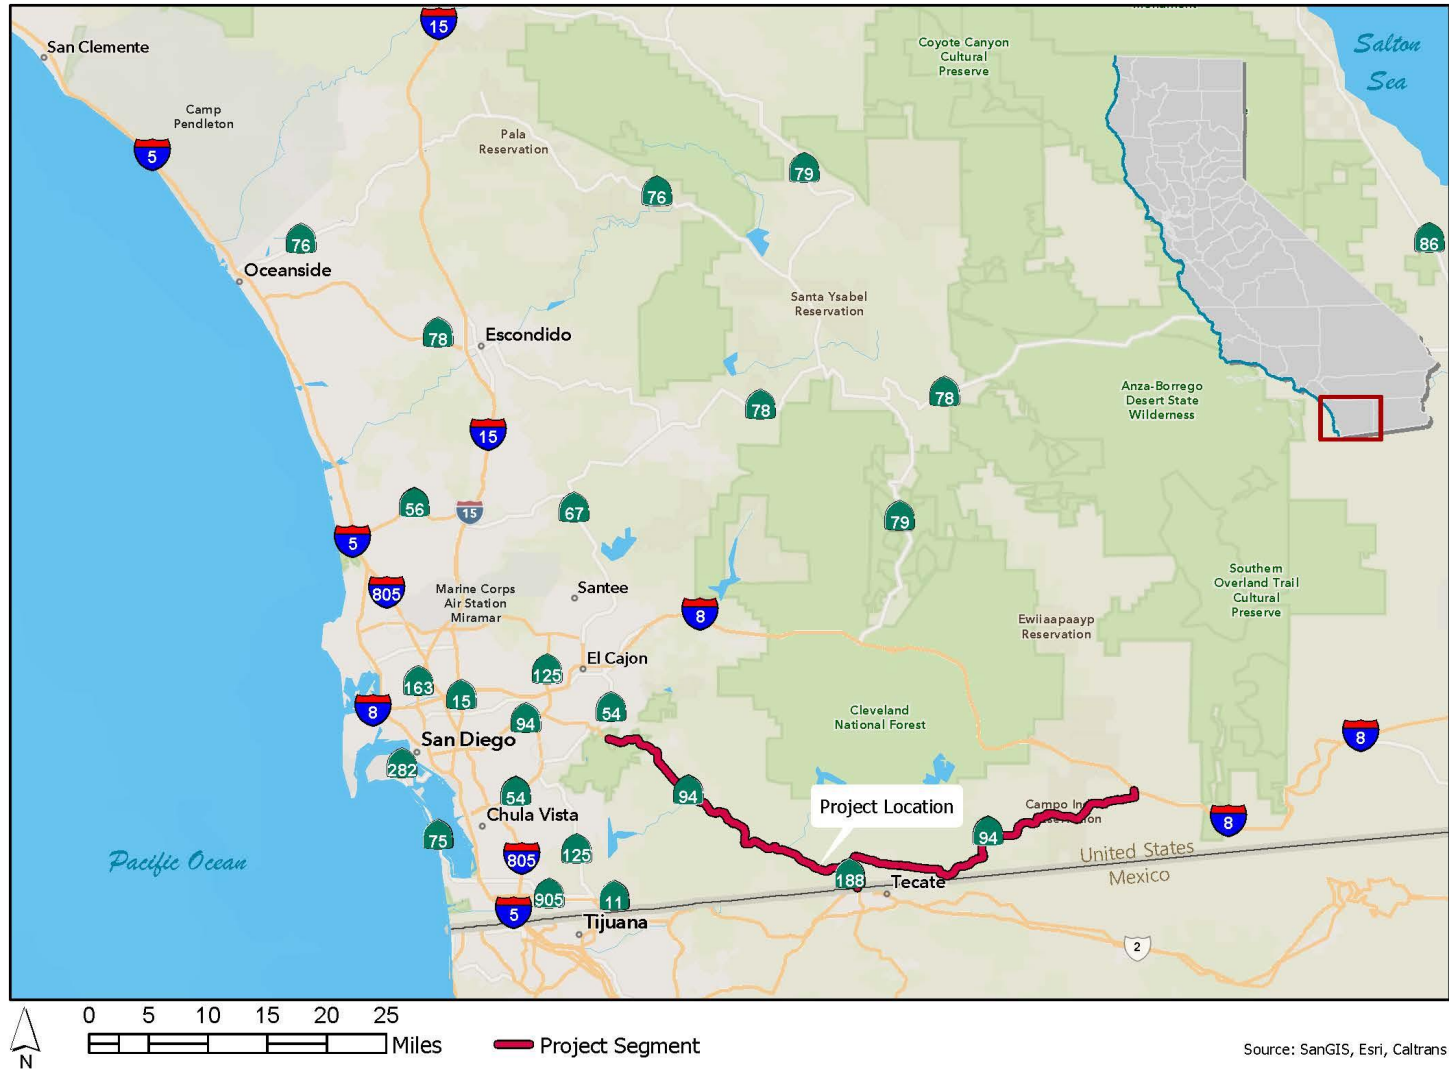 15
San Clemente
Coyote Canyon
Cultural
Preserve
Salton
Sea
Camp
Pendleton
5
Pala
Reservation
79
76
76
86
Oceanside
Santa Ysabel
Reservation
78
Escondido
Anza-Borrego
Desert State
Wilderness
78
78
15
56
15
67
79
5
805
Marine Corps
Air Station
Miramar
Santee
8
Southern
Overland Trail
Cultural
Preserve
Ewiiaapaayp
Reservation
El Cajon
125
163
15
54
8
94
Cleveland
National Forest
8
San Diego
282
54
94
Project Location
Campo In
Chula Vista
75
94
8
805
125
Pacific Ocean
United States
Mexico
188
Tecate
905
11
5
Tijuana
2
0 5 10 15 20 25
Miles
Project Segment
N
Source: SanGIS, Esri, Caltrans